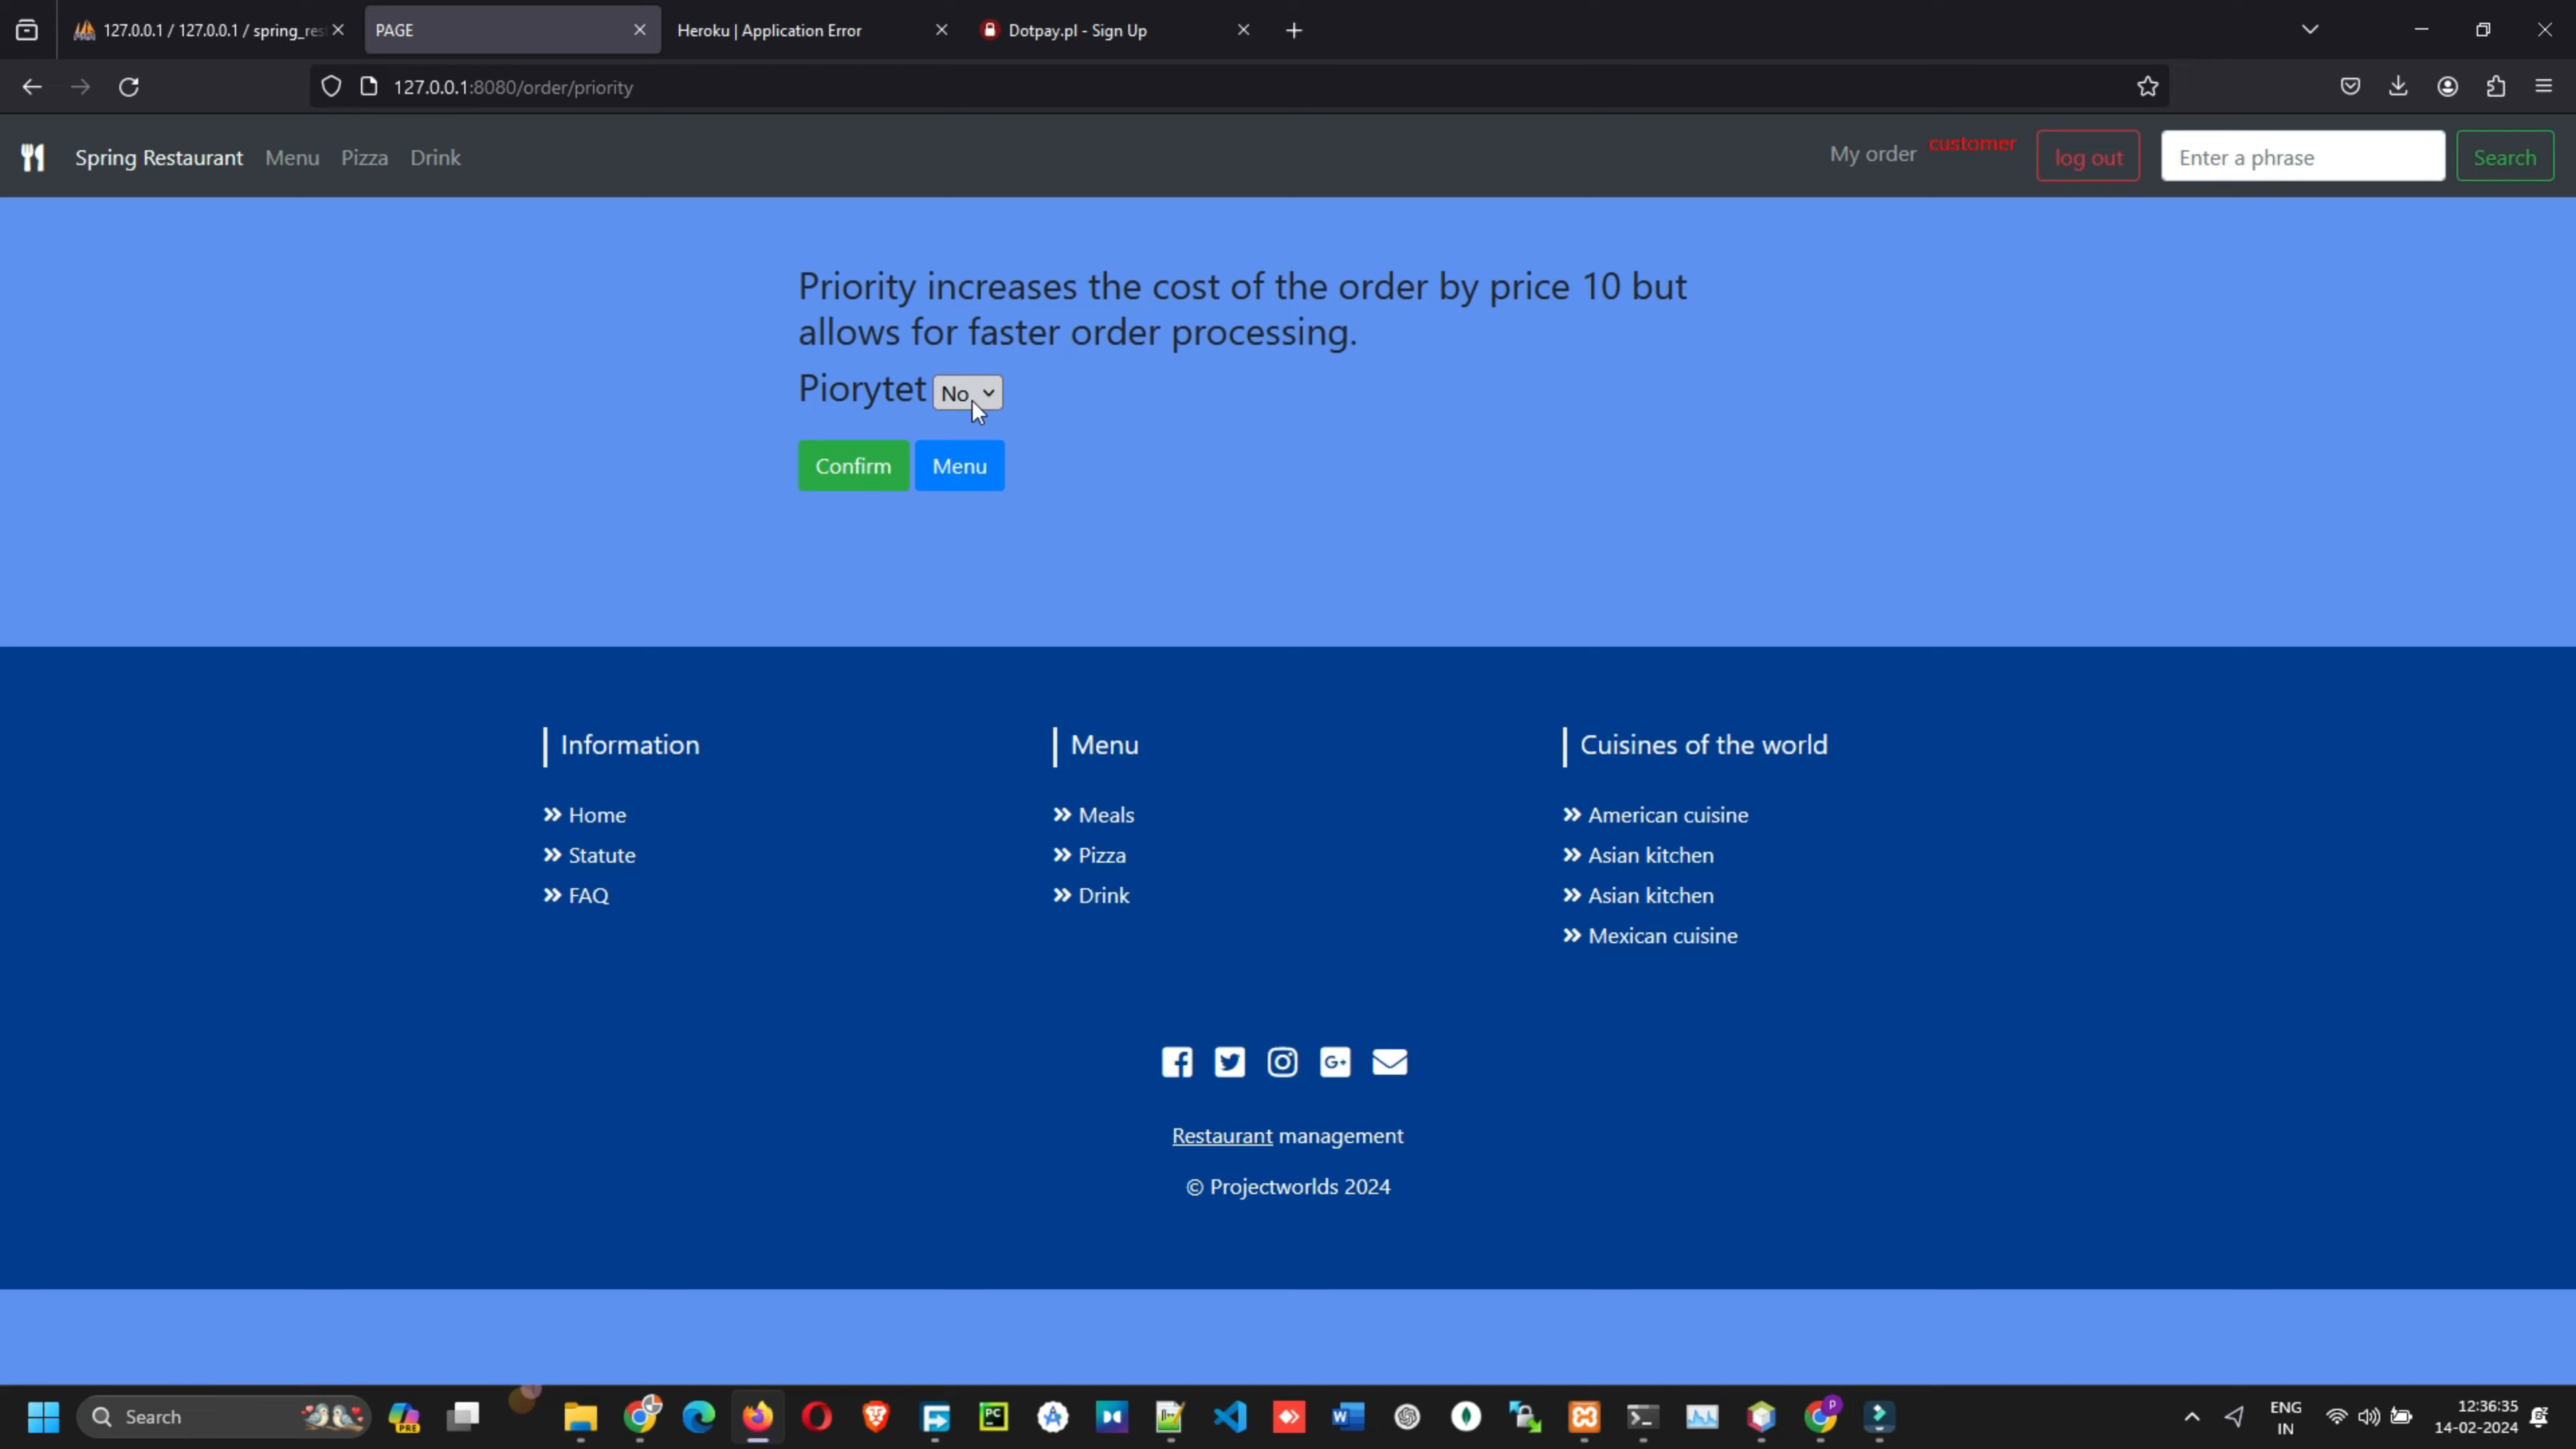 127.0.0.1 / 127.0.0.1 / spring_res
PAGE
Heroku | Application Error
Dotpay.pl - Sign Up
127.0.0.1:8080/order/priority
Spring Restaurant
Menu
Pizza
Drink
My order
customer
log out
Enter a phrase
Search
Priority increases the cost of the order by price 10 but
allows for faster order processing.
Piorytet No
Confirm
Menu
Information
Home
Statute
FAQ
Menu
Meals
Pizza
Drink
Cuisines of the world
American cuisine
Asian kitchen
Asian kitchen
Mexican cuisine
Restaurant management
© Projectworlds 2024
Search
PRE
PC
P
ENG
IN
12:36:35
14-02-2024